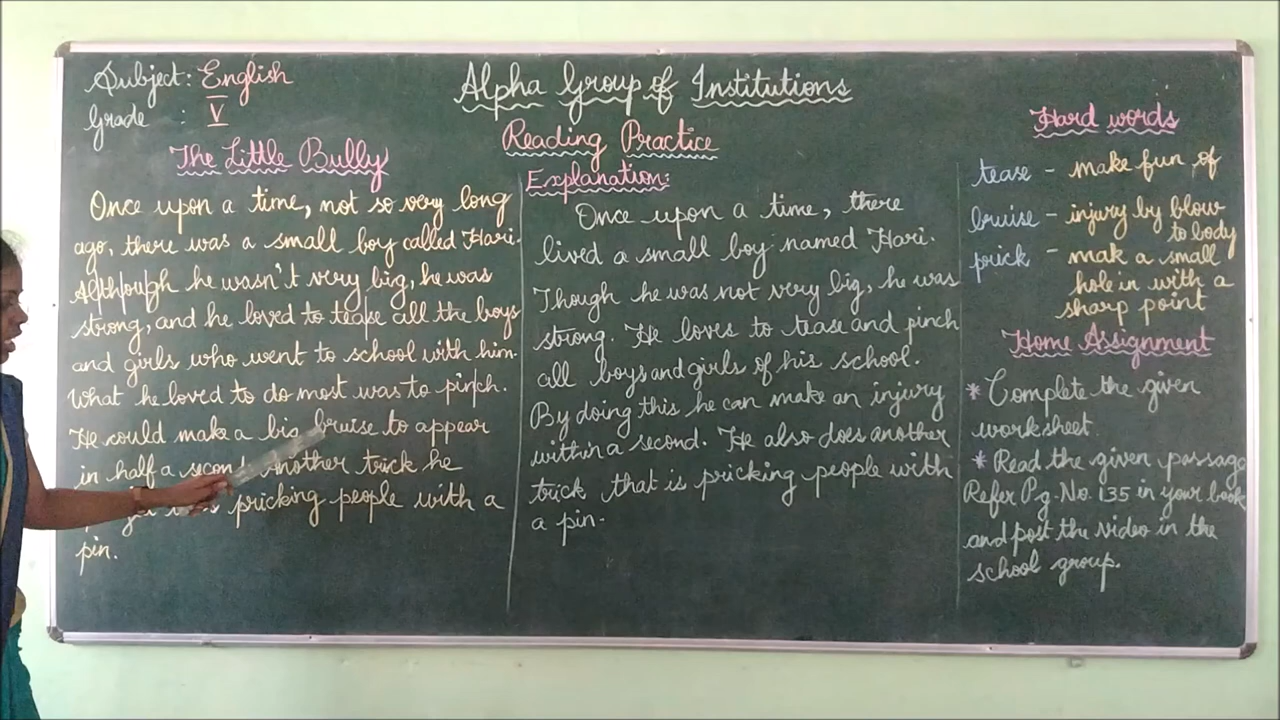 Subject: English
Grade : V
Alpha Group of Institutions
Reading Practice
The Little Bully
Once upon a time, not so very long
ago, there was a small boy called Hari.
Although he wasn't very big, he was
strong, and he loved to tease all the boys
and girls who went to school with him.
What he loved to do most was to pinch.
He could make a big bruise to appear
in half a second. Another trick he
pricking people with a
pin.
Explanation:
Once upon a time, there
lived a small boy named Hari.
Though he was not very big, he was
strong. He loves to tease and pinch
all boys and girls of his school.
By doing this he can make an injury
within a second. He also does another
trick that is pricking people with
a pin.
Hard words
tease - make fun of
bruise - injury by blow
to body
prick - make a small
hole in with a
sharp point
Home Assignment
* Complete the given
worksheet
* Read the given passage
Refer Pg. No. 135 in your book
and post the video in the
school group.